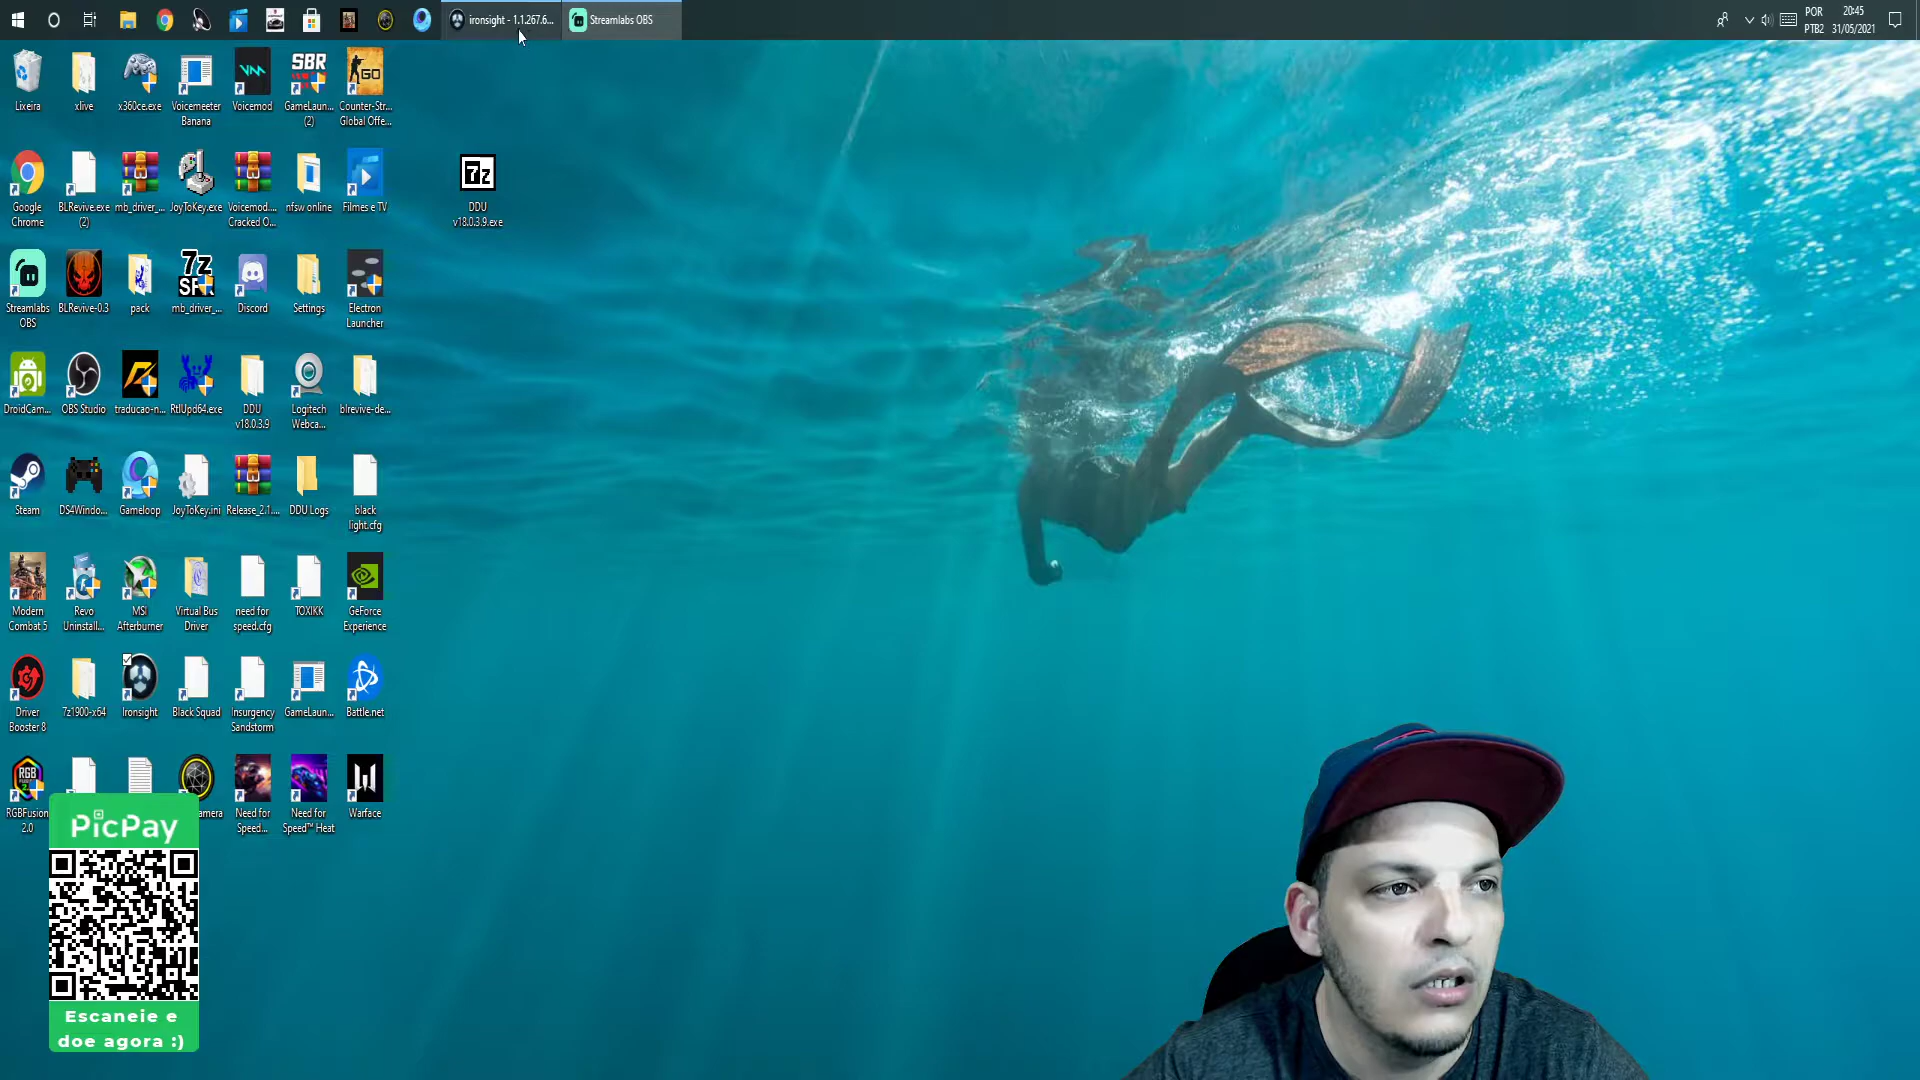 ironsight - 1.1.267.6...
Streamlabs OBS
POR
PTB2
20:45
31/05/2021
Lixeira
xlive
x360ce.exe
Voicemeeter
Banana
Voicemod
SBR
GameLaun...
(2)
GO
Counter-Str...
Global Offe...
Google
Chrome
BLRevive.exe
(2)
mb_driver_...
JoyToKey.exe
Voicemod....
Cracked O...
nfsw online
Filmes e TV
7z
DDU
v18.0.3.9.exe
Streamlabs
OBS
BLRevive-0.3
pack
7z
SFX
mb_driver_...
Discord
Settings
Electron
Launcher
DroidCam...
OBS Studio
traducao-n...
RtlUpd64.exe
DDU
v18.0.3.9
Logitech
Webca...
blrevive-de...
Steam
DS4Windo...
Gameloop
JoyToKey.ini
Release_2.1....
DDU Logs
black
light.cfg
Modern
Combat 5
Revo
Uninstall...
MSI
Afterburner
Virtual Bus
Driver
need for
speed.cfg
TOXIKK
GeForce
Experience
Driver
Booster 8
7z1900-x64
Ironsight
Black Squad
Insurgency
Sandstorm
GameLaun...
Battle.net
RGB
RGBFusion
2.0
amera
Need for
Speed...
Need for
Speed™ Heat
Warface
PicPay
Escaneie e
doe agora :)